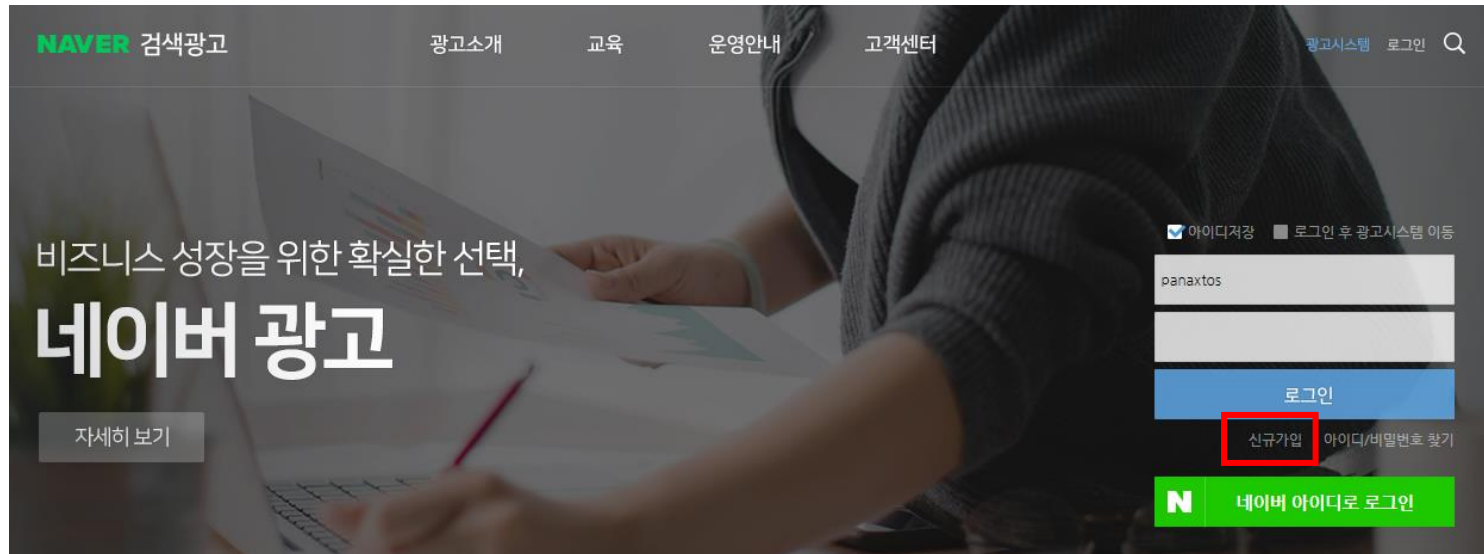 NAVER 검색광고 광고소개 교육 운영안내 고객센터 광고시스템 로그인
아이디저장 로그인 후 광고시스템 이동
비즈니스 성장을 위한 확실한 선택,
panaxtos
네이버 광고
로그인
자세히 보기
신규가입 아이디/비밀번호 찾기
N 네이버 아이디로 로그인